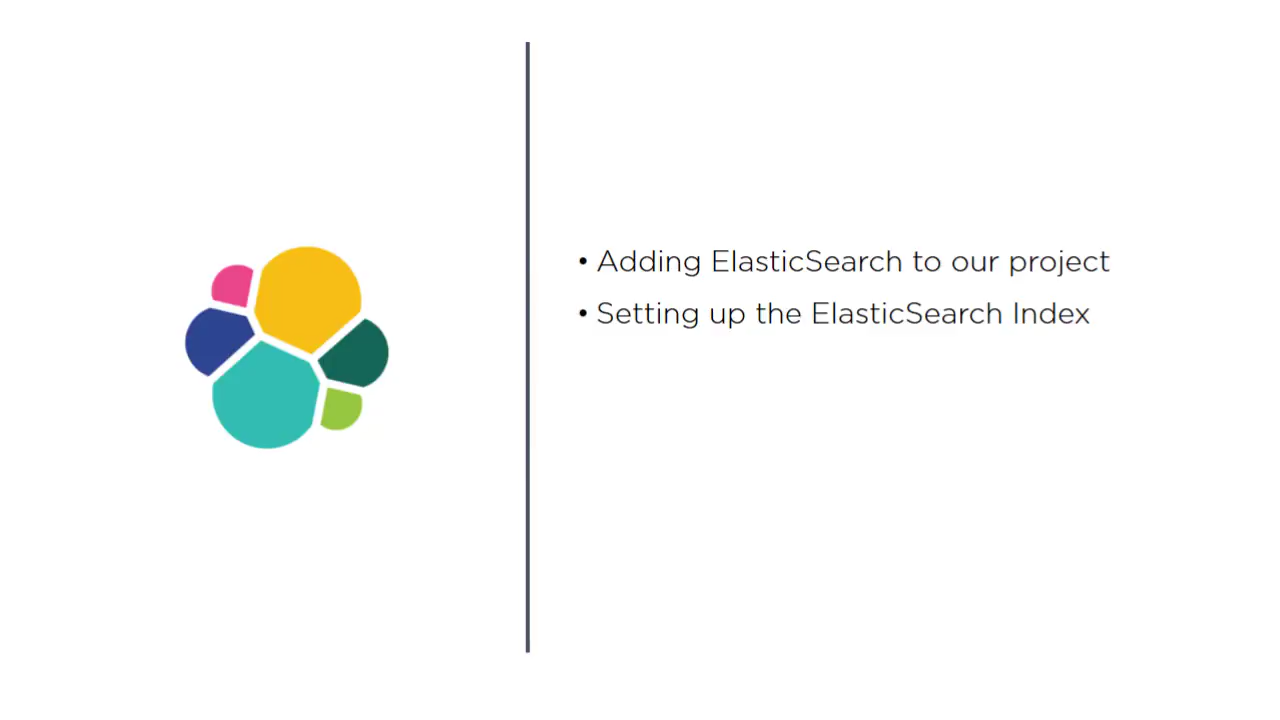 • Adding ElasticSearch to our project
• Setting up the ElasticSearch Index